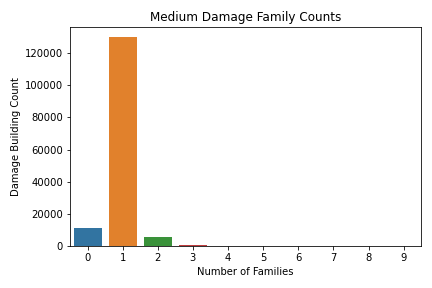 Medium Damage Family Counts
Damage Building Count
120000
100000
80000
60000
40000
20000
0
0 1 2 3 4 5 6 7 8 9
Number of Families